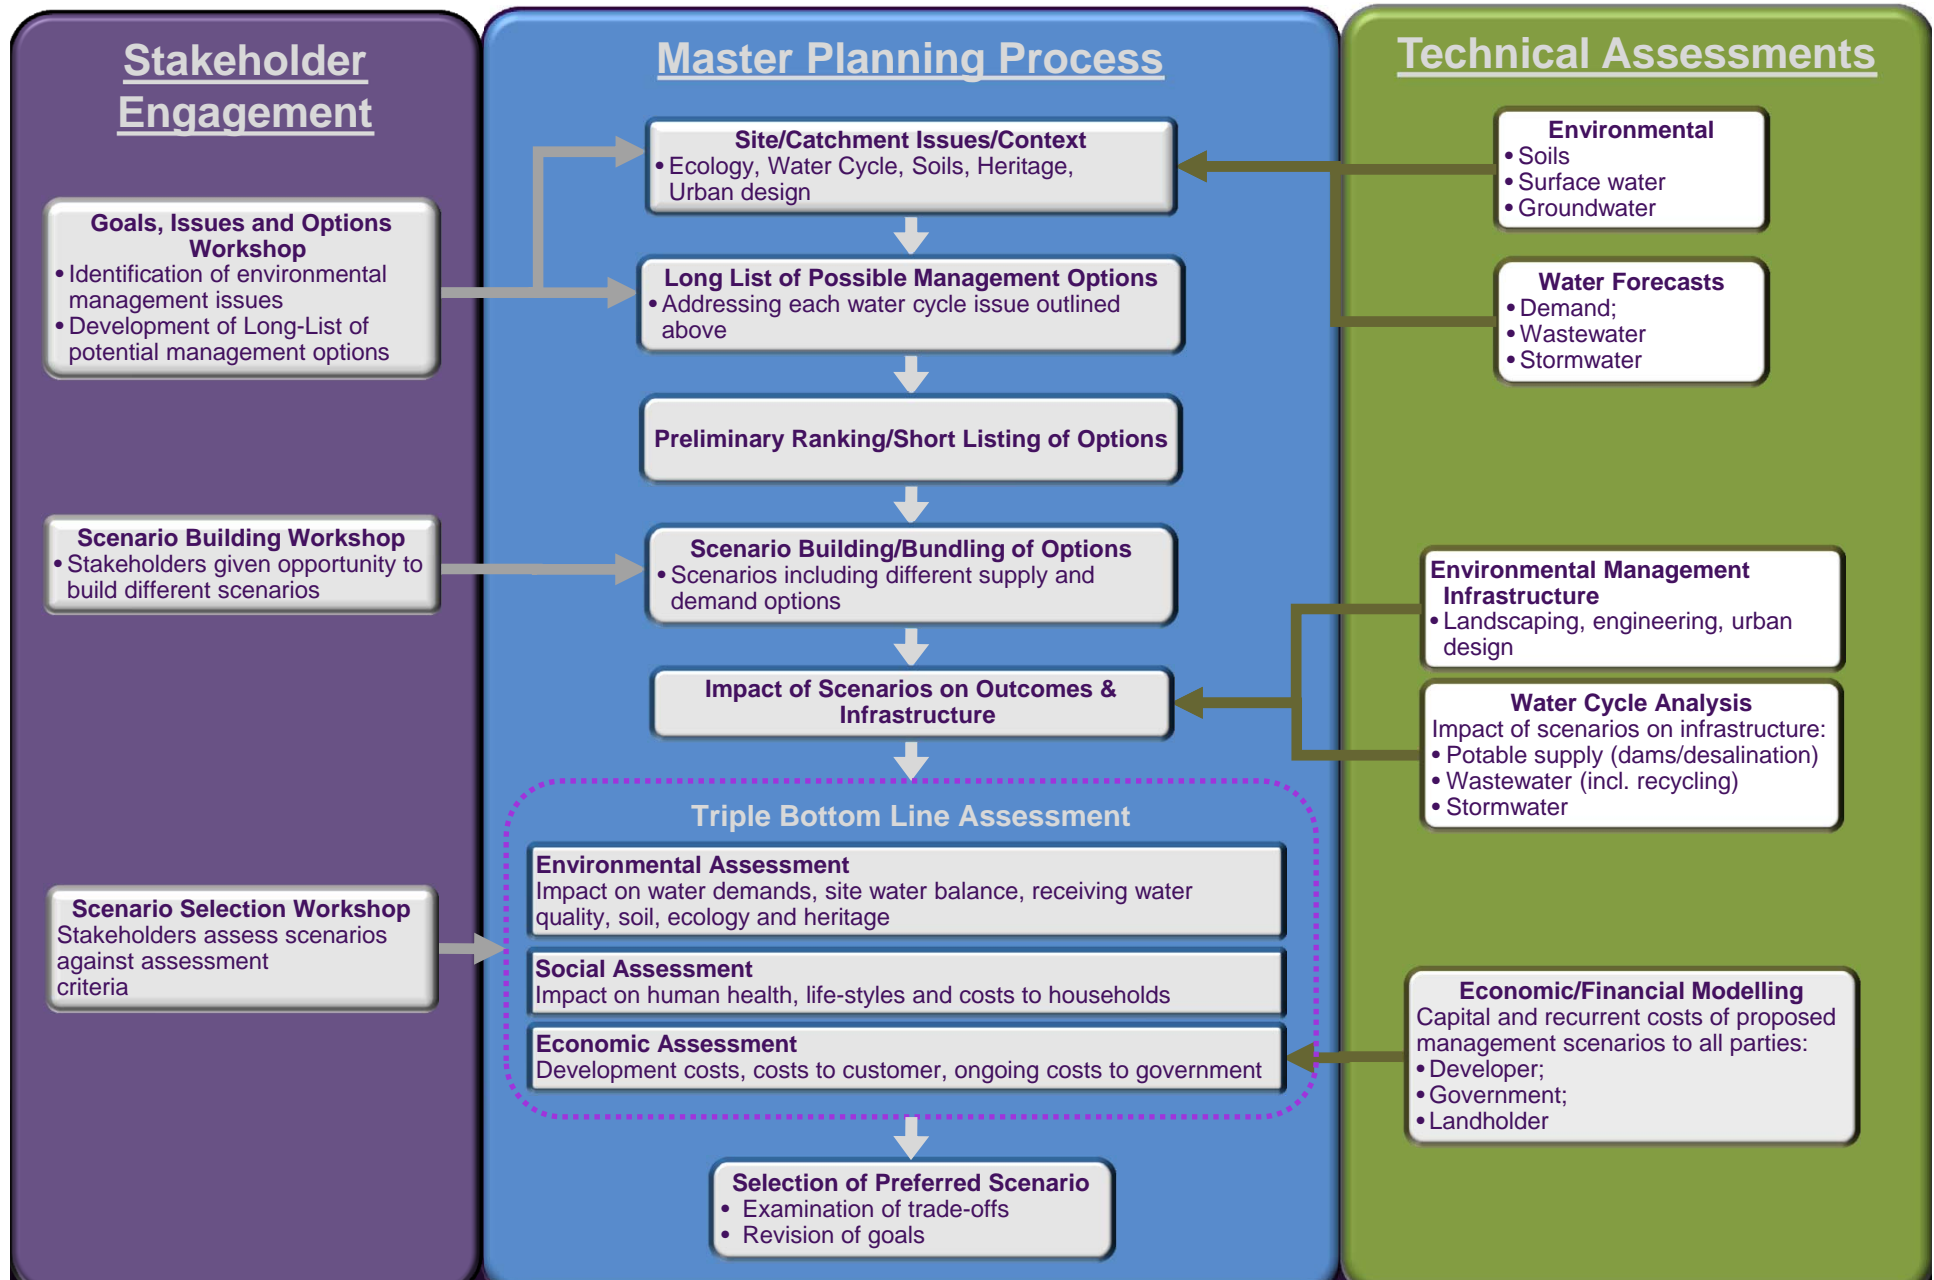 Stakeholder
Engagement
Goals, Issues and Options
Workshop
• Identification of environmental
management issues
• Development of Long-List of
potential management options
Scenario Building Workshop
• Stakeholders given opportunity to
build different scenarios
Scenario Selection Workshop
Stakeholders assess scenarios
against assessment
criteria
Master Planning Process
Site/Catchment Issues/Context
• Ecology, Water Cycle, Soils, Heritage,
Urban design
Long List of Possible Management Options
• Addressing each water cycle issue outlined
above
Preliminary Ranking/Short Listing of Options
Scenario Building/Bundling of Options
• Scenarios including different supply and
demand options
Impact of Scenarios on Outcomes &
Infrastructure
Triple Bottom Line Assessment
Environmental Assessment
Impact on water demands, site water balance, receiving water
quality, soil, ecology and heritage
Social Assessment
Impact on human health, life-styles and costs to households
Economic Assessment
Development costs, costs to customer, ongoing costs to government
Selection of Preferred Scenario
• Examination of trade-offs
• Revision of goals
Technical Assessments
Environmental
• Soils
• Surface water
• Groundwater
Water Forecasts
• Demand;
• Wastewater
• Stormwater
Environmental Management
Infrastructure
• Landscaping, engineering, urban
design
Water Cycle Analysis
Impact of scenarios on infrastructure:
• Potable supply (dams/desalination)
• Wastewater (incl. recycling)
• Stormwater
Economic/Financial Modelling
Capital and recurrent costs of proposed
management scenarios to all parties:
• Developer;
• Government;
• Landholder